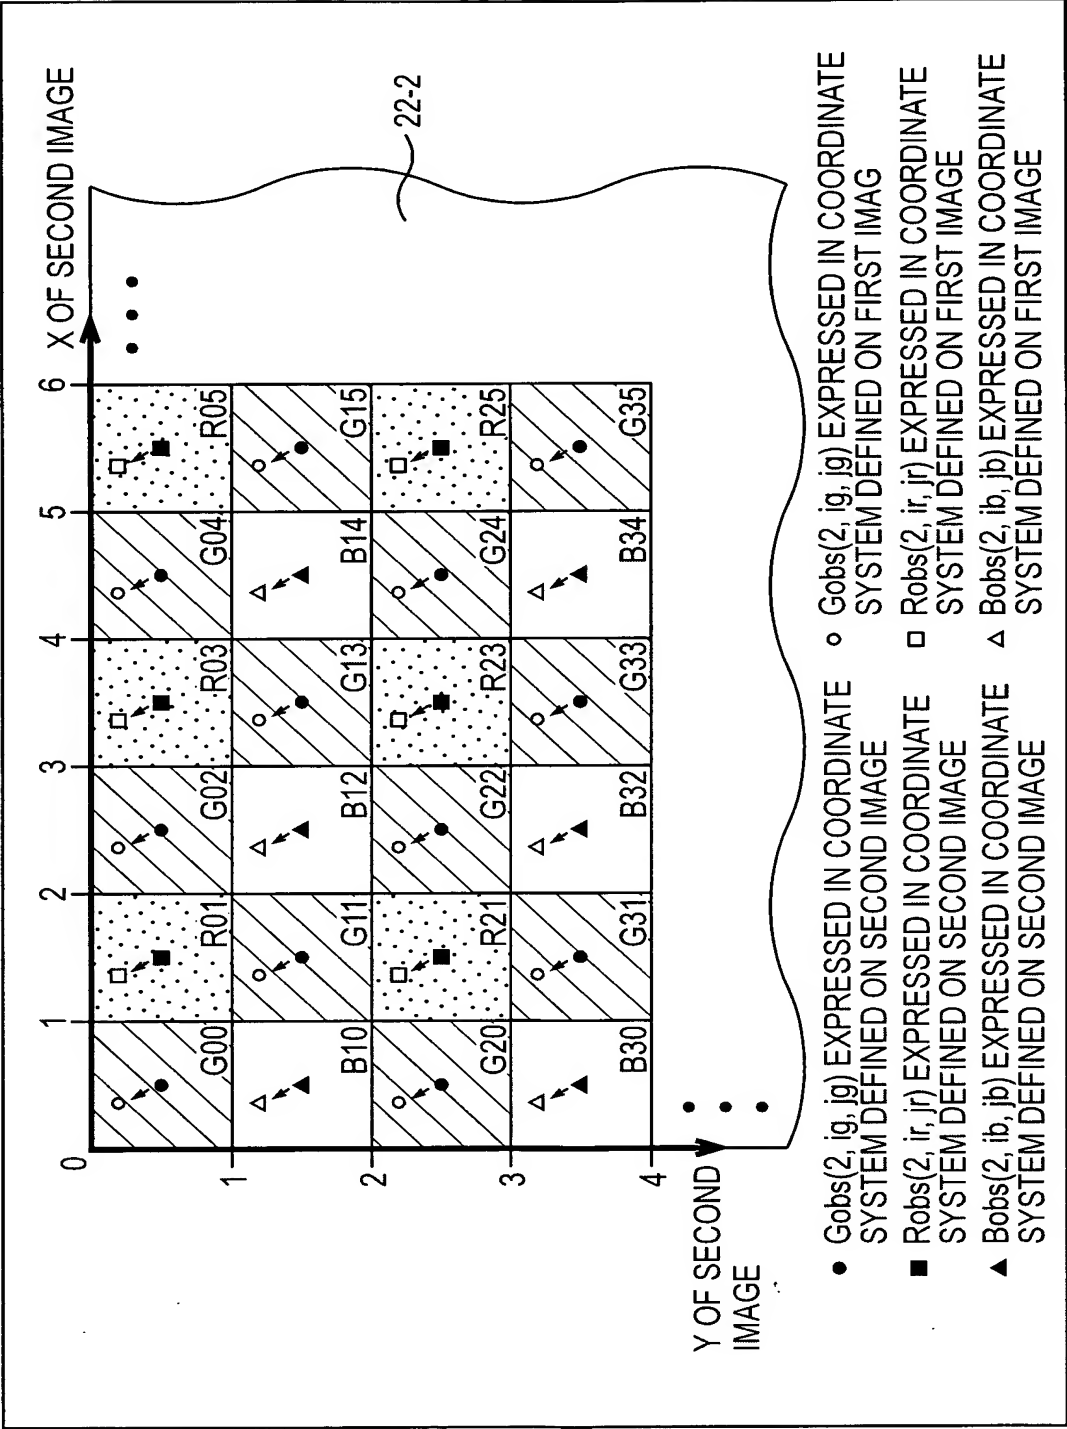 X OF SECOND IMAGE
0 1 2 3 4 5 6
G00 R01 G02 R03 G04 R05
1
B10 G11 B12 G13 B14 G15
2
G20 R21 G22 R23 G24 R25
3
B30 G31 B32 G33 B34 G35
4
22-2
Y OF SECOND
IMAGE
● Gobs(2, ig, jg) EXPRESSED IN COORDINATE
SYSTEM DEFINED ON SECOND IMAGE
■ Robs(2, ir, jr) EXPRESSED IN COORDINATE
SYSTEM DEFINED ON SECOND IMAGE
▲ Bobs(2, ib, jb) EXPRESSED IN COORDINATE
SYSTEM DEFINED ON SECOND IMAGE
○ Gobs(2, ig, jg) EXPRESSED IN COORDINATE
SYSTEM DEFINED ON FIRST IMAG
□ Robs(2, ir, jr) EXPRESSED IN COORDINATE
SYSTEM DEFINED ON FIRST IMAGE
△ Bobs(2, ib, jb) EXPRESSED IN COORDINATE
SYSTEM DEFINED ON FIRST IMAGE